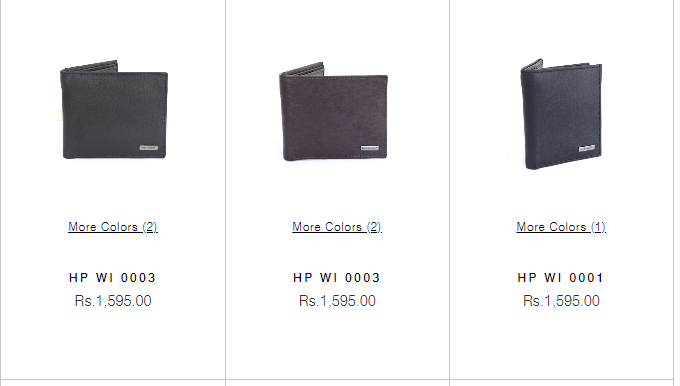 More Colors (2)
More Colors (2)
More Colors (1)
HP WI 0003
HP WI 0003
HP WI 0001
Rs.1,595.00
Rs.1,595.00
Rs.1,595.00